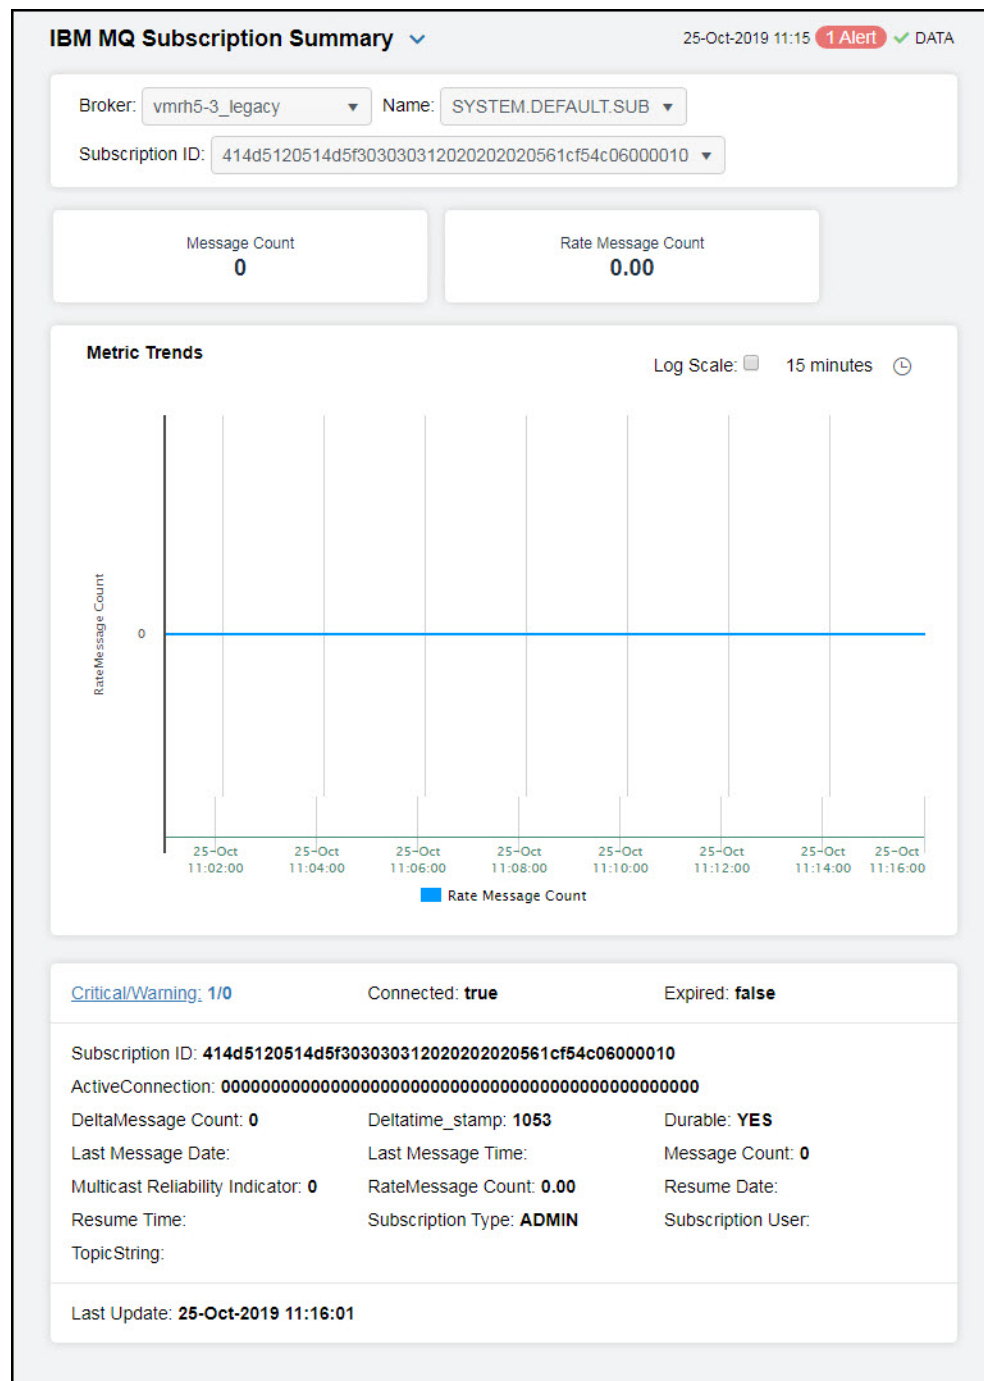 IBM MQ Subscription Summary
25-Oct-2019 11:15 1 Alert DATA
Broker: vmrh5-3_legacy Name: SYSTEM.DEFAULT.SUB
Subscription ID: 414d5120514d5f303030312020202020561cf54c06000010
Message Count
0
Rate Message Count
0.00
Metric Trends
Log Scale: 15 minutes
RateMessage Count
0
25-Oct 11:02:00
25-Oct 11:04:00
25-Oct 11:06:00
25-Oct 11:08:00
25-Oct 11:10:00
25-Oct 11:12:00
25-Oct 11:14:00
25-Oct 11:16:00
Rate Message Count
Critical/Warning: 1/0 Connected: true Expired: false
Subscription ID: 414d5120514d5f303030312020202020561cf54c06000010
ActiveConnection: 000000000000000000000000000000000000000000000000
DeltaMessage Count: 0 Deltatime_stamp: 1053 Durable: YES
Last Message Date: Last Message Time: Message Count: 0
Multicast Reliability Indicator: 0 RateMessage Count: 0.00 Resume Date:
Resume Time: Subscription Type: ADMIN Subscription User:
TopicString:
Last Update: 25-Oct-2019 11:16:01